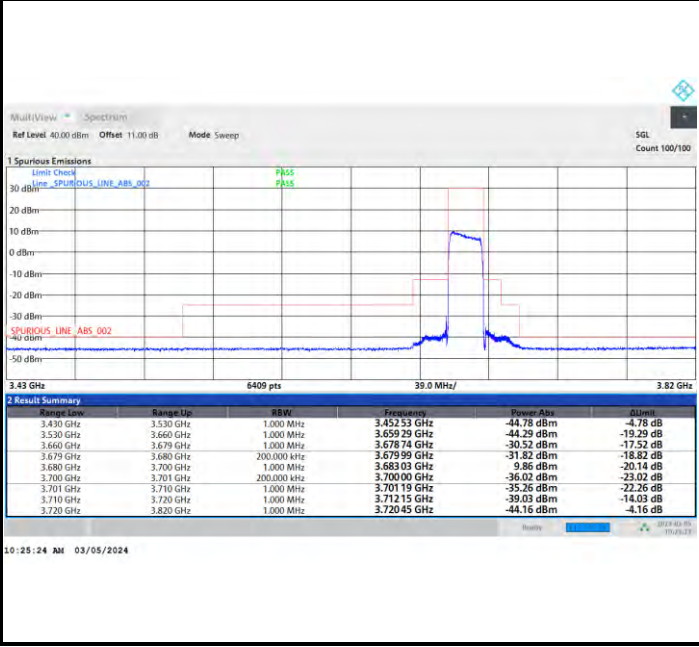 MultiView Spectrum
Ref Level 40.00 dBm Offset 11.00 dB Mode Sweep SGL
Count 100/100
1 Spurious Emissions
Limit Check PASS
Line _SPURIOUS_LINE_ABS_002 PASS
30 dBm
20 dBm
10 dBm
0 dBm
-10 dBm
-20 dBm
-30 dBm
SPURIOUS_LINE_ABS_002
-40 dBm
-50 dBm
3.43 GHz 6409 pts 39.0 MHz/ 3.82 GHz
2 Result Summary
Range Low Range Up RBW Frequency Power Abs ΔLimit
3.430 GHz 3.530 GHz 1.000 MHz 3.452 53 GHz -44.78 dBm -4.78 dB
3.530 GHz 3.660 GHz 1.000 MHz 3.659 29 GHz -44.29 dBm -19.29 dB
3.660 GHz 3.679 GHz 1.000 MHz 3.678 74 GHz -30.52 dBm -17.52 dB
3.679 GHz 3.680 GHz 200.000 kHz 3.679 99 GHz -31.82 dBm -18.82 dB
3.680 GHz 3.700 GHz 1.000 MHz 3.683 03 GHz 9.86 dBm -20.14 dB
3.700 GHz 3.701 GHz 200.000 kHz 3.700 00 GHz -36.02 dBm -23.02 dB
3.701 GHz 3.710 GHz 1.000 MHz 3.701 19 GHz -35.26 dBm -22.26 dB
3.710 GHz 3.720 GHz 1.000 MHz 3.712 15 GHz -39.03 dBm -14.03 dB
3.720 GHz 3.820 GHz 1.000 MHz 3.720 45 GHz -44.16 dBm -4.16 dB
Ready
10:25:24 AM 03/05/2024